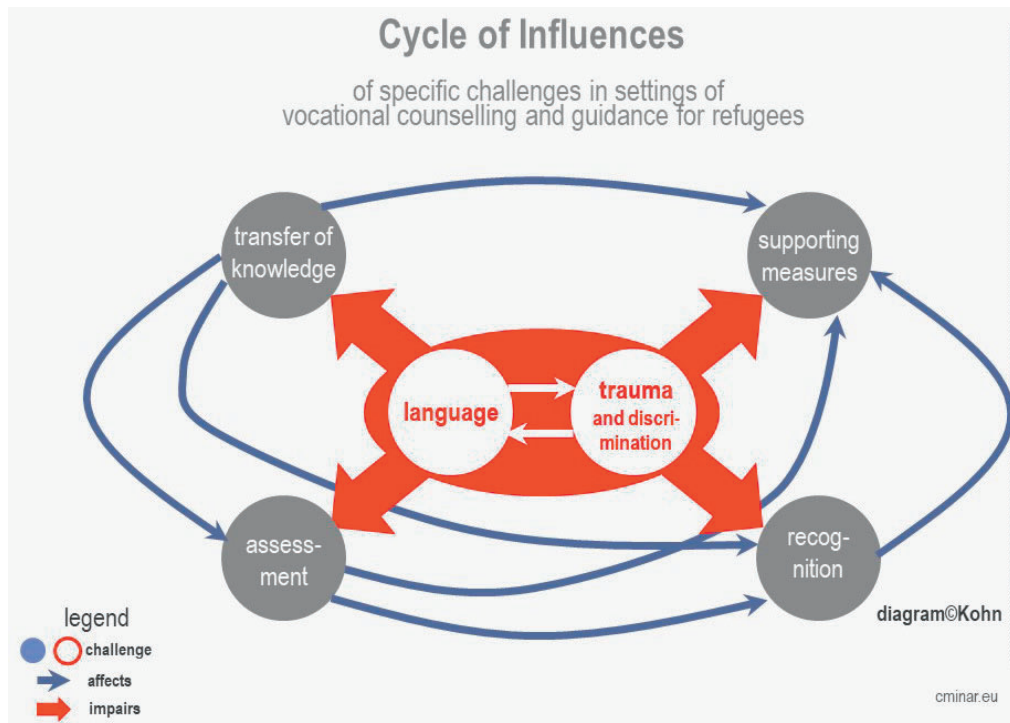 Cycle of Influences
of specific challenges in settings of
vocational counselling and guidance for refugees
transfer of
knowledge
supporting
measures
language
trauma
and discri-
mination
assess-
ment
recog-
nition
diagram©Kohn
legend
challenge
affects
impairs
cminar.eu